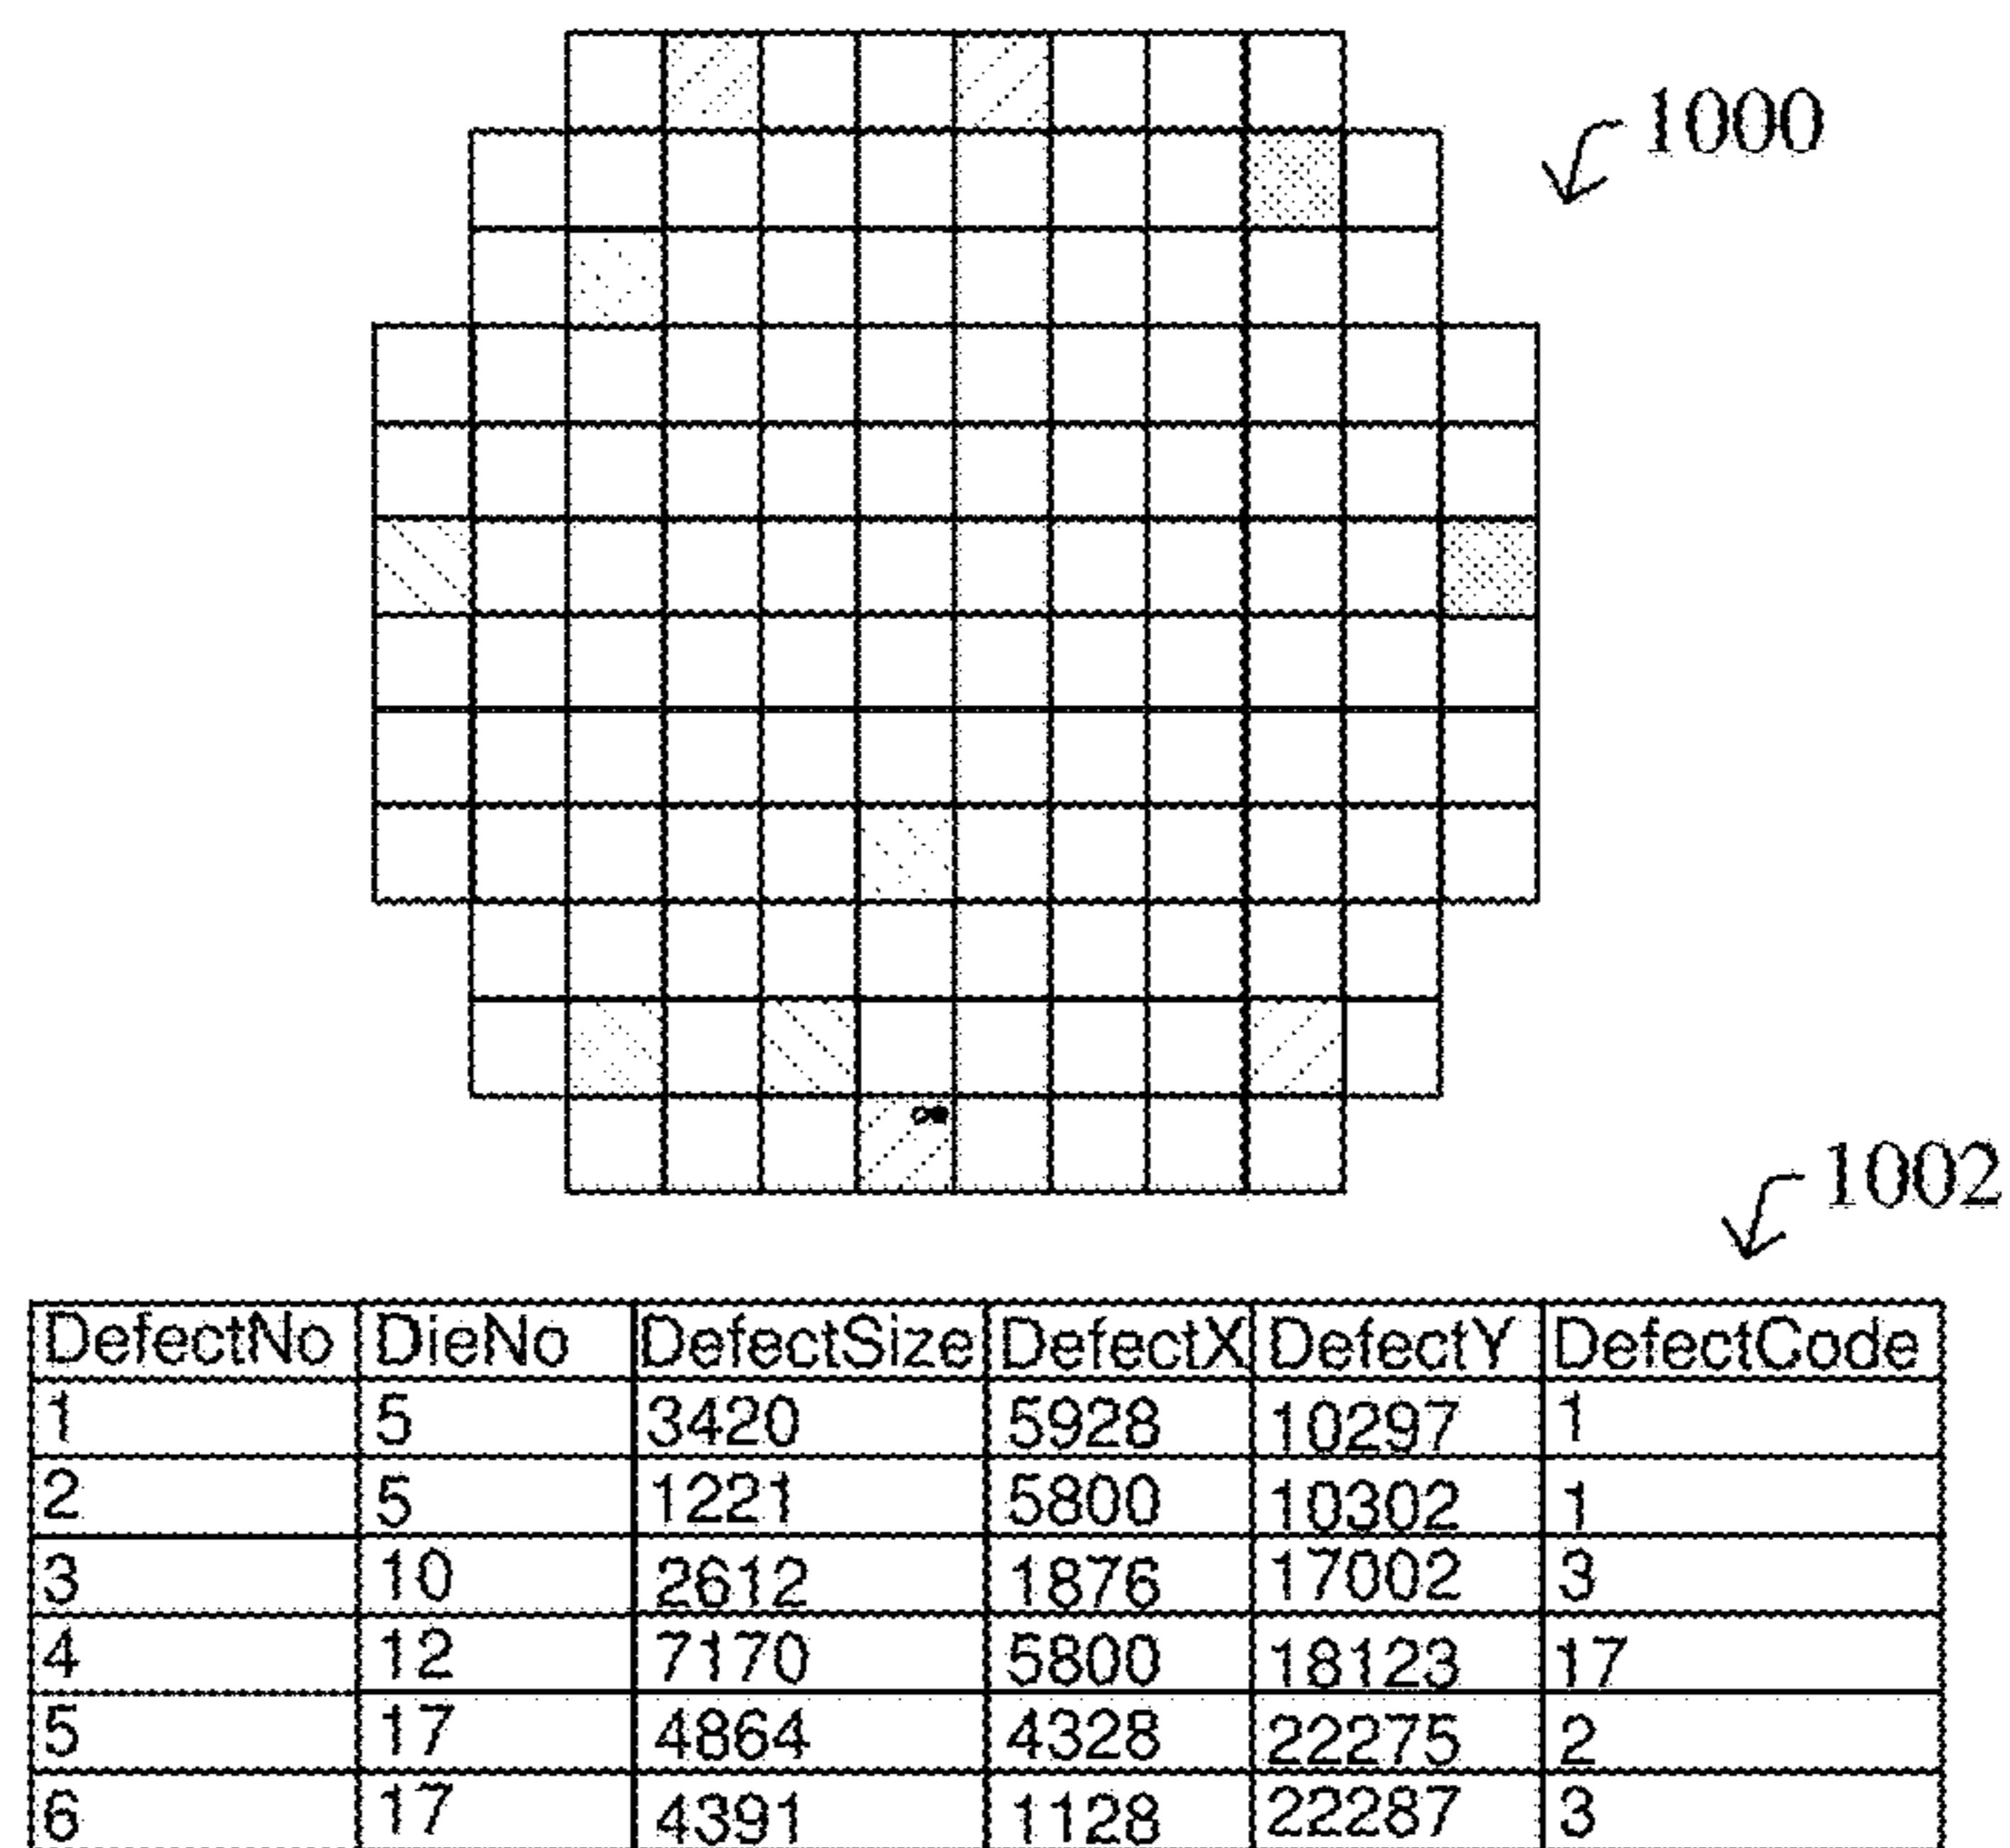 1000
1002
DefectNo DieNo DefectSize DefectX DefectY DefectCode
1 5 3420 5928 10297 1
2 5 1221 5800 10302 1
3 10 2612 1876 17002 3
4 12 7170 5800 18123 17
5 17 4864 4328 22275 2
6 17 4391 1128 22287 3